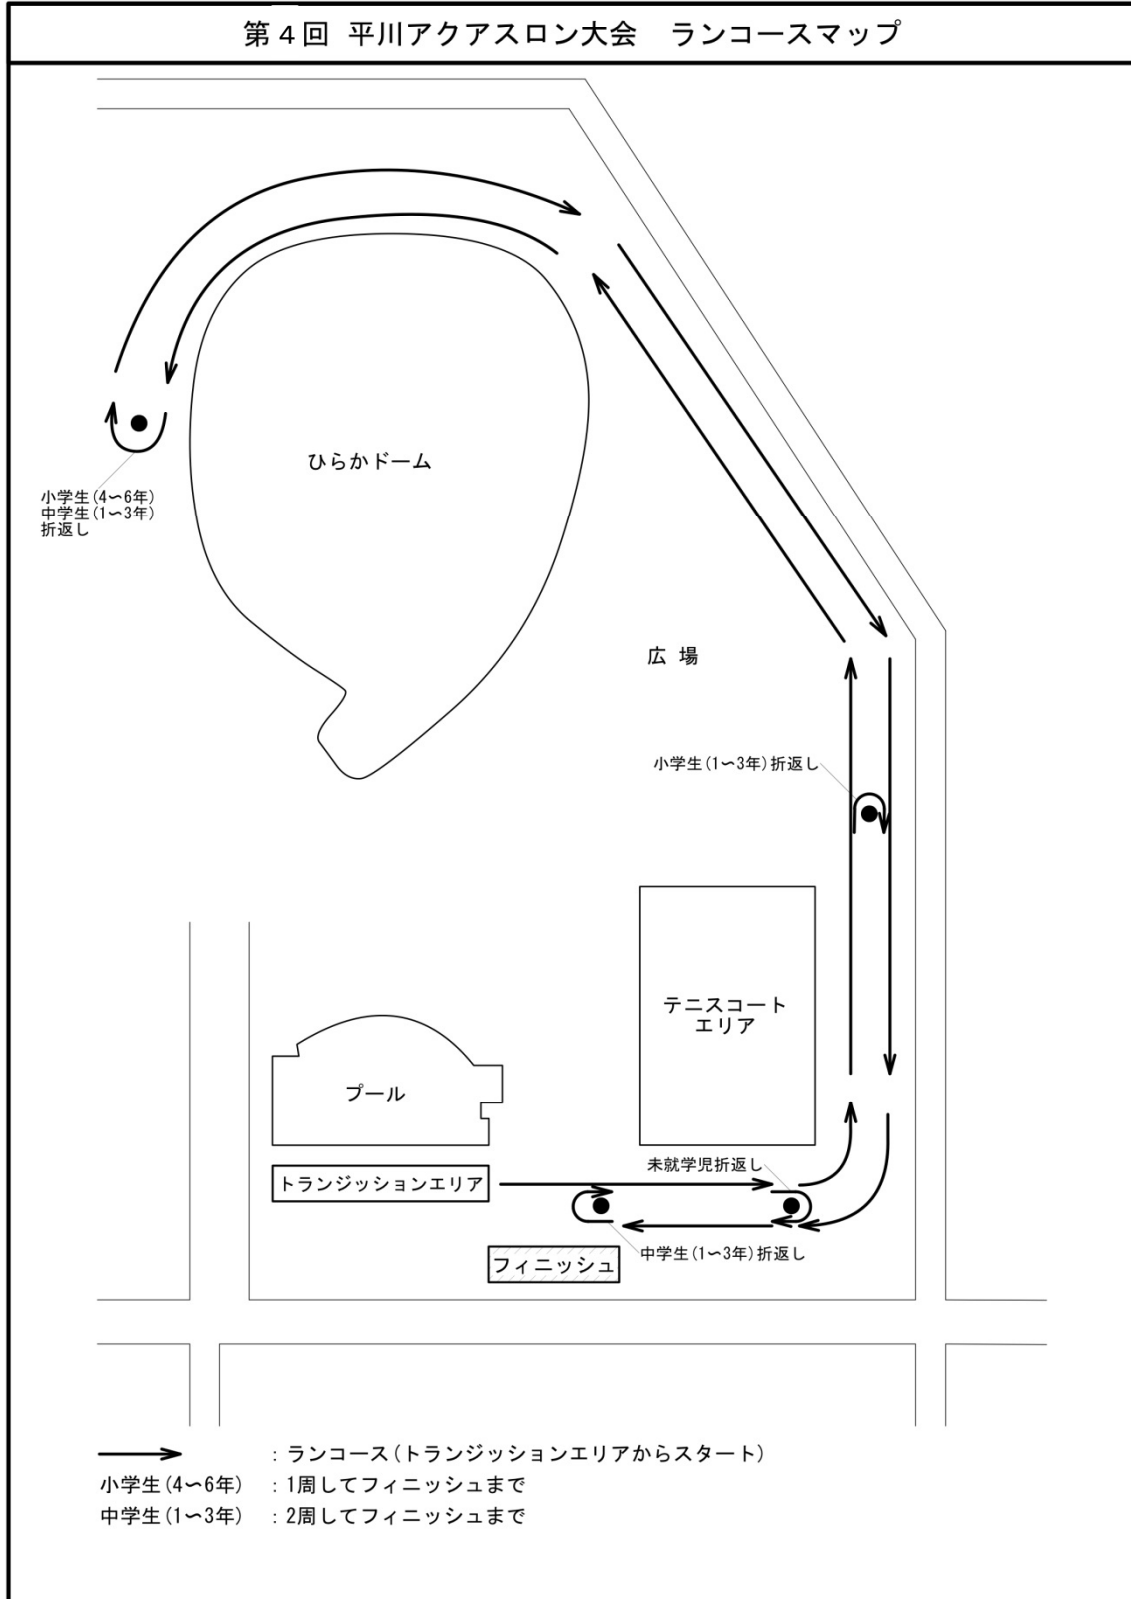 第４回 平川アクアスロン大会　ランコースマップ
ひらかドーム
小学生(4～6年)
中学生(1～3年)
折返し
広 場
小学生(1～3年)折返し
テニスコート
エリア
プール
未就学児折返し
トランジッションエリア
中学生(1～3年)折返し
フィニッシュ
：ランコース(トランジッションエリアからスタート)
小学生(4～6年)　：1周してフィニッシュまで
中学生(1～3年)　：2周してフィニッシュまで